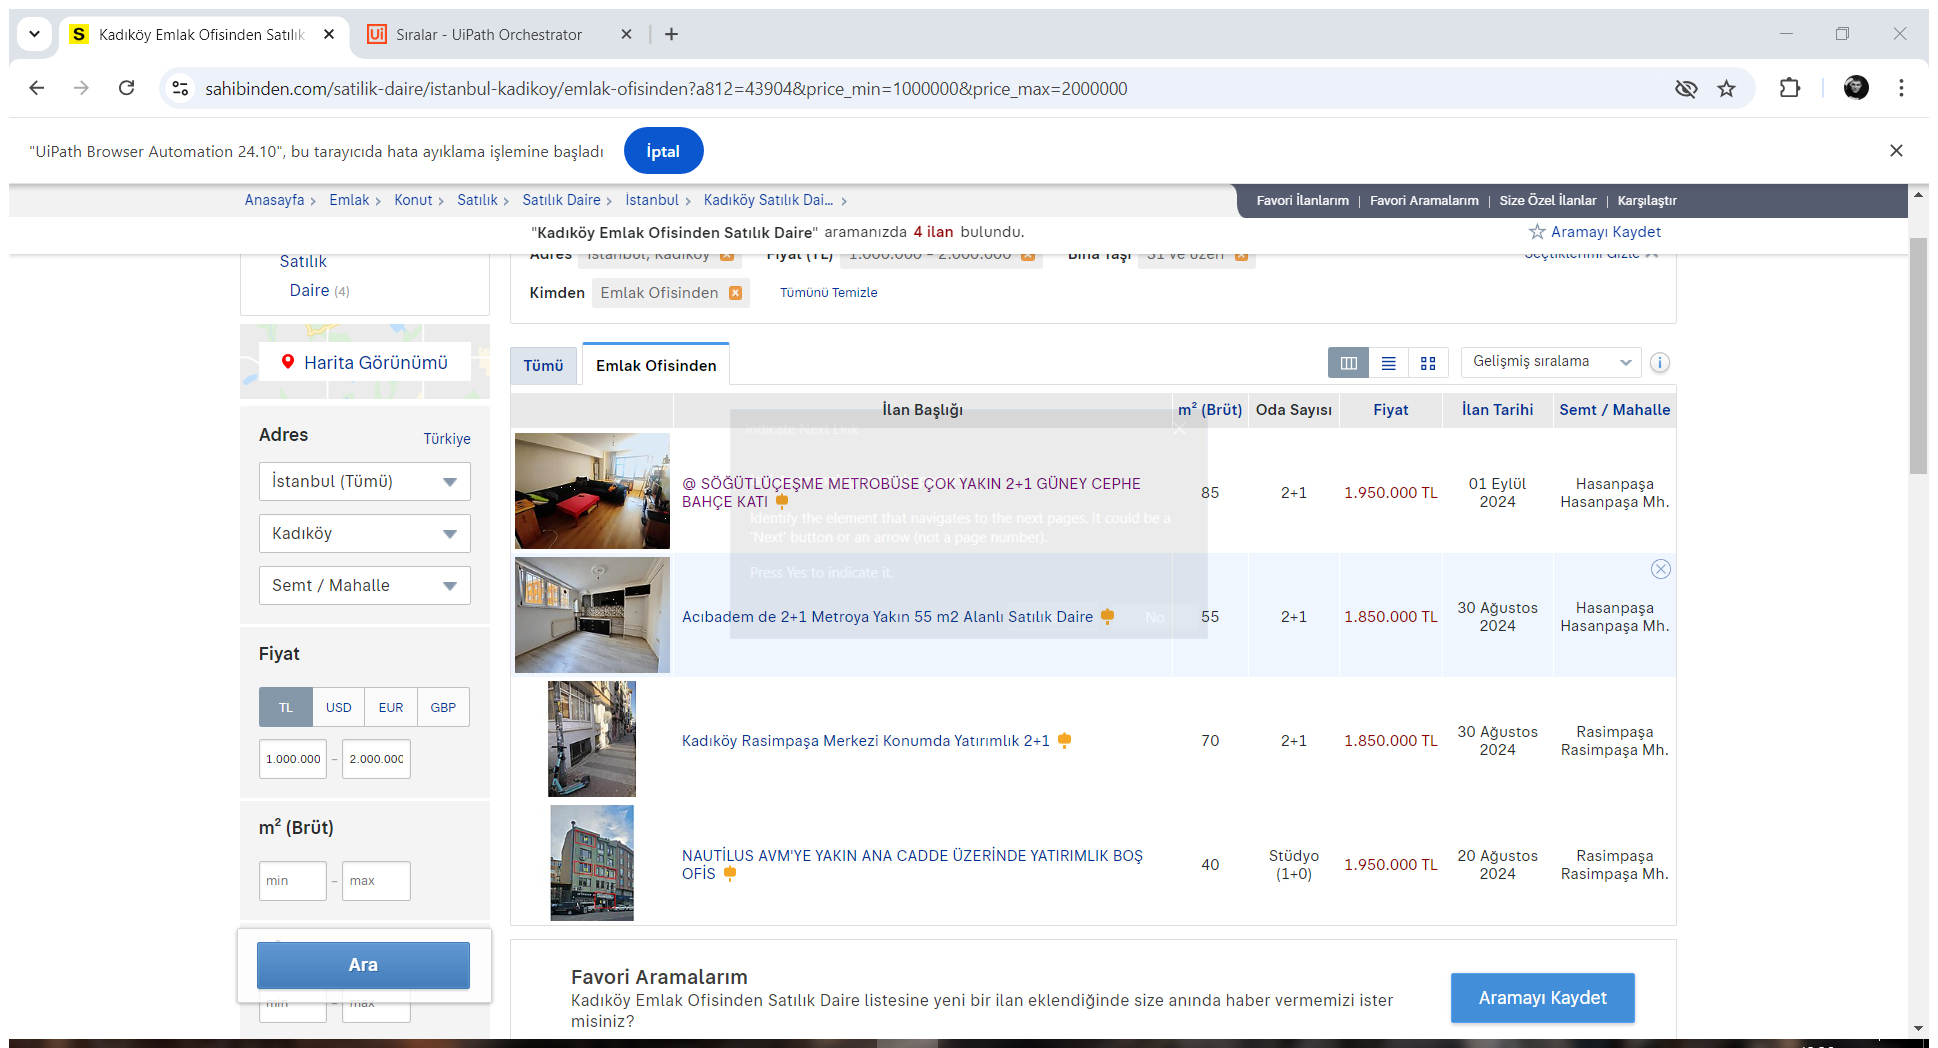 Kadıköy Emlak Ofisinden Satılık
Sıralar - UiPath Orchestrator
sahibinden.com/satilik-daire/istanbul-kadikoy/emlak-ofisinden?a812=43904&price_min=1000000&price_max=2000000
"UiPath Browser Automation 24.10", bu tarayıcıda hata ayıklama işlemine başladı
İptal
Anasayfa > Emlak > Konut > Satılık > Satılık Daire > İstanbul > Kadıköy Satılık Dai... >
Favori İlanlarım | Favori Aramalarım | Size Özel İlanlar | Karşılaştır
"Kadıköy Emlak Ofisinden Satılık Daire" aramanızda 4 ilan bulundu.
Aramayı Kaydet
Adres İstanbul, Kadıköy Fiyat (TL) 1.000.000 - 2.000.000 Bina Yaşı 31 ve üzeri
Seçtiklerimi Gizle
Kimden Emlak Ofisinden Tümünü Temizle
Satılık
Daire (4)
Harita Görünümü
Adres
Türkiye
İstanbul (Tümü)
Kadıköy
Semt / Mahalle
Fiyat
TL USD EUR GBP
1.000.000 - 2.000.000
m² (Brüt)
min - max
Ara
min max
Tümü Emlak Ofisinden
Gelişmiş sıralama
İlan Başlığı m² (Brüt) Oda Sayısı Fiyat İlan Tarihi Semt / Mahalle
@ SÖĞÜTLÜÇEŞME METROBÜSE ÇOK YAKIN 2+1 GÜNEY CEPHE
BAHÇE KATI
85 2+1 1.950.000 TL
01 Eylül
2024
Hasanpaşa
Hasanpaşa Mh.
Acıbadem de 2+1 Metroya Yakın 55 m2 Alanlı Satılık Daire
55 2+1 1.850.000 TL
30 Ağustos
2024
Hasanpaşa
Hasanpaşa Mh.
Kadıköy Rasimpaşa Merkezi Konumda Yatırımlık 2+1
70 2+1 1.850.000 TL
30 Ağustos
2024
Rasimpaşa
Rasimpaşa Mh.
NAUTİLUS AVM'YE YAKIN ANA CADDE ÜZERİNDE YATIRIMLIK BOŞ
OFİS
40
Stüdyo
(1+0)
1.950.000 TL
20 Ağustos
2024
Rasimpaşa
Rasimpaşa Mh.
Indicate Next Link
Identify the element that navigates to the next pages. It could be a
'Next' button or an arrow (not a page number).
Press Yes to indicate it.
No
Favori Aramalarım
Kadıköy Emlak Ofisinden Satılık Daire listesine yeni bir ilan eklendiğinde size anında haber vermemizi ister
misiniz?
Aramayı Kaydet